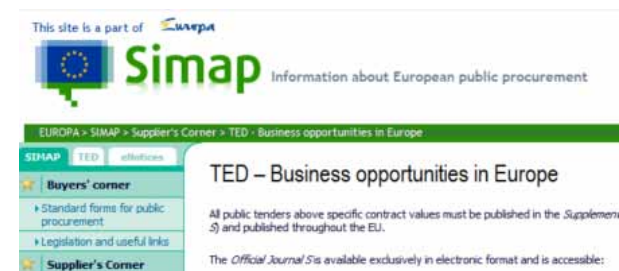 This site is a part of Europa
Simap Information about European public procurement
EUROPA > SIMAP > Supplier's Corner > TED - Business opportunities in Europe
SIMAP TED eNotices
Buyers' corner
Standard forms for public
procurement
Legislation and useful links
Supplier's Corner
TED – Business opportunities in Europe
All public tenders above specific contract values must be published in the Supplemen
S) and published throughout the EU.
The Official Journal S is available exclusively in electronic format and is accessible: